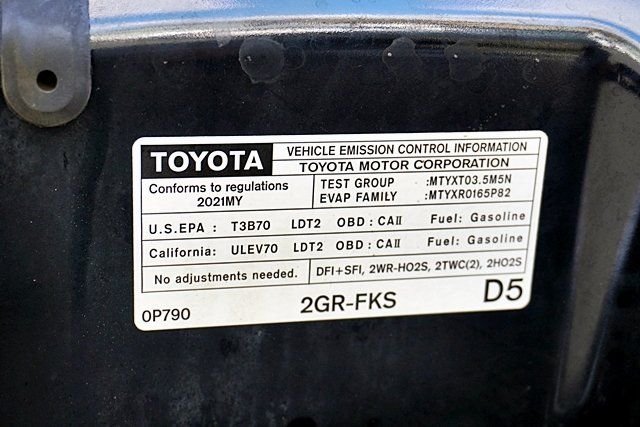 TOYOTA
VEHICLE EMISSION CONTROL INFORMATION
TOYOTA MOTOR CORPORATION
Conforms to regulations
2021MY
TEST GROUP :MTYXT03.5M5N
EVAP FAMILY :MTYXR0165P82
U.S.EPA : T3B70 LDT2 OBD : CAII Fuel: Gasoline
California: ULEV70 LDT2 OBD : CAII Fuel: Gasoline
No adjustments needed.
DFI+SFI, 2WR-HO2S, 2TWC(2), 2HO2S
0P790
2GR-FKS
D5